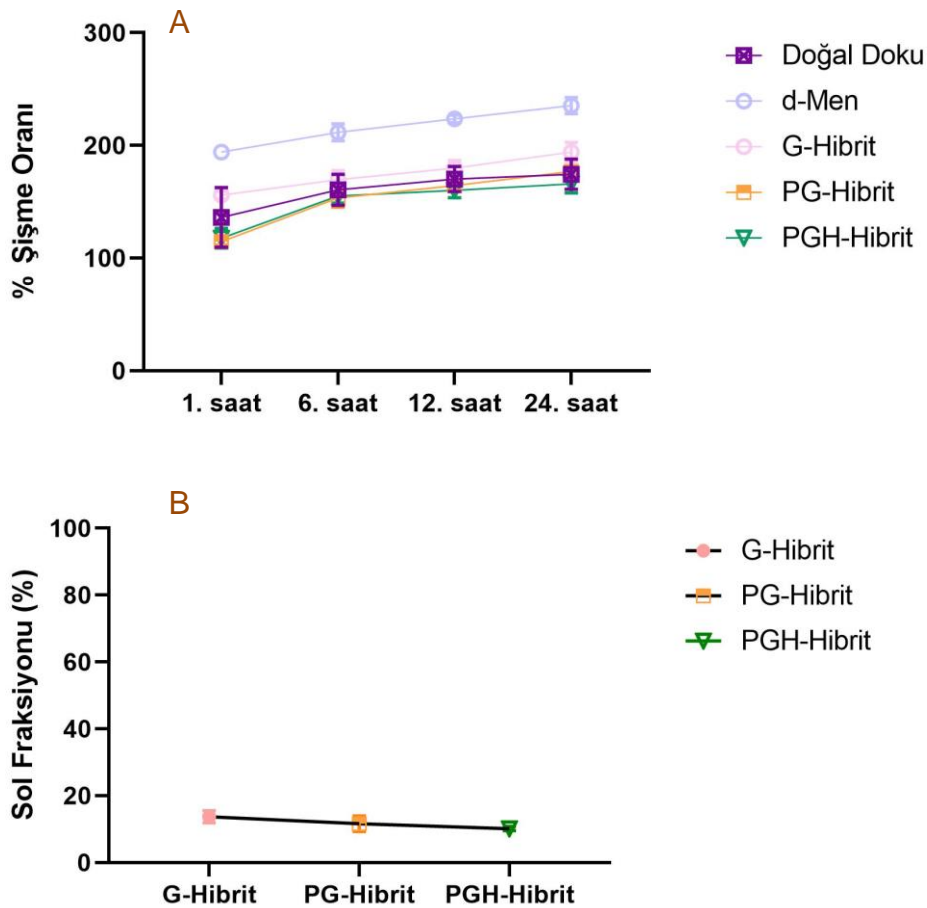 A
300
200
100
0
% Şişme Oranı
1. saat 6. saat 12. saat 24. saat
Doğal Doku
d-Men
G-Hibrit
PG-Hibrit
PGH-Hibrit
B
100
80
60
40
20
0
Sol Fraksiyonu (%)
G-Hibrit PG-Hibrit PGH-Hibrit
G-Hibrit
PG-Hibrit
PGH-Hibrit